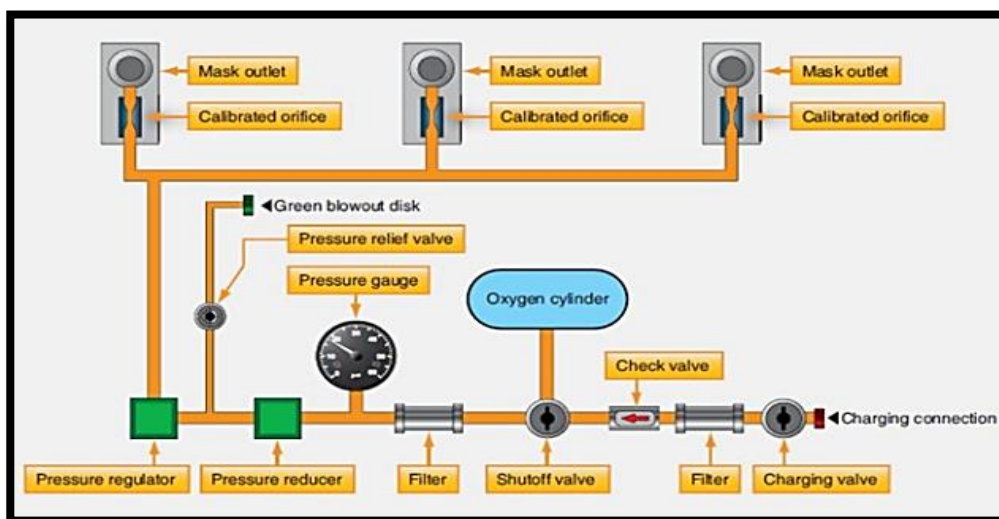 Mask outlet
Mask outlet
Mask outlet
Calibrated orifice
Calibrated orifice
Calibrated orifice
Green blowout disk
Pressure relief valve
Pressure gauge
Oxygen cylinder
Check valve
Charging connection
Pressure regulator
Pressure reducer
Filter
Shutoff valve
Filter
Charging valve